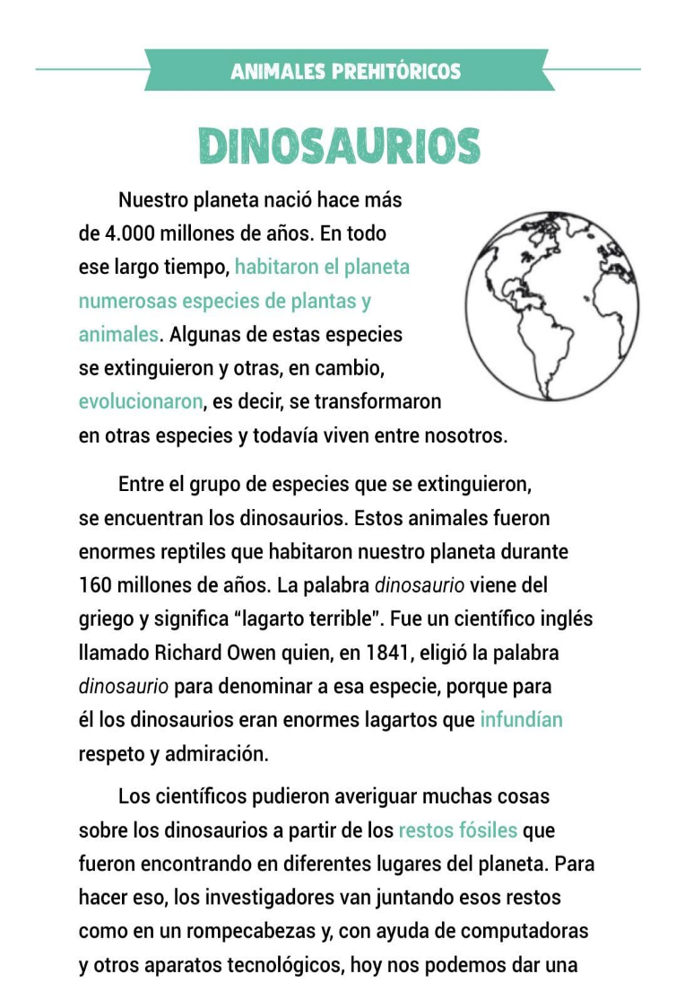 ANIMALES PREHITÓRICOS
DINOSAURIOS
Nuestro planeta nació hace más
de 4.000 millones de años. En todo
ese largo tiempo, habitaron el planeta
numerosas especies de plantas y
animales. Algunas de estas especies
se extinguieron y otras, en cambio,
evolucionaron, es decir, se transformaron
en otras especies y todavía viven entre nosotros.
Entre el grupo de especies que se extinguieron,
se encuentran los dinosaurios. Estos animales fueron
enormes reptiles que habitaron nuestro planeta durante
160 millones de años. La palabra dinosaurio viene del
griego y significa “lagarto terrible”. Fue un científico inglés
llamado Richard Owen quien, en 1841, eligió la palabra
dinosaurio para denominar a esa especie, porque para
él los dinosaurios eran enormes lagartos que infundían
respeto y admiración.
Los científicos pudieron averiguar muchas cosas
sobre los dinosaurios a partir de los restos fósiles que
fueron encontrando en diferentes lugares del planeta. Para
hacer eso, los investigadores van juntando esos restos
como en un rompecabezas y, con ayuda de computadoras
y otros aparatos tecnológicos, hoy nos podemos dar una